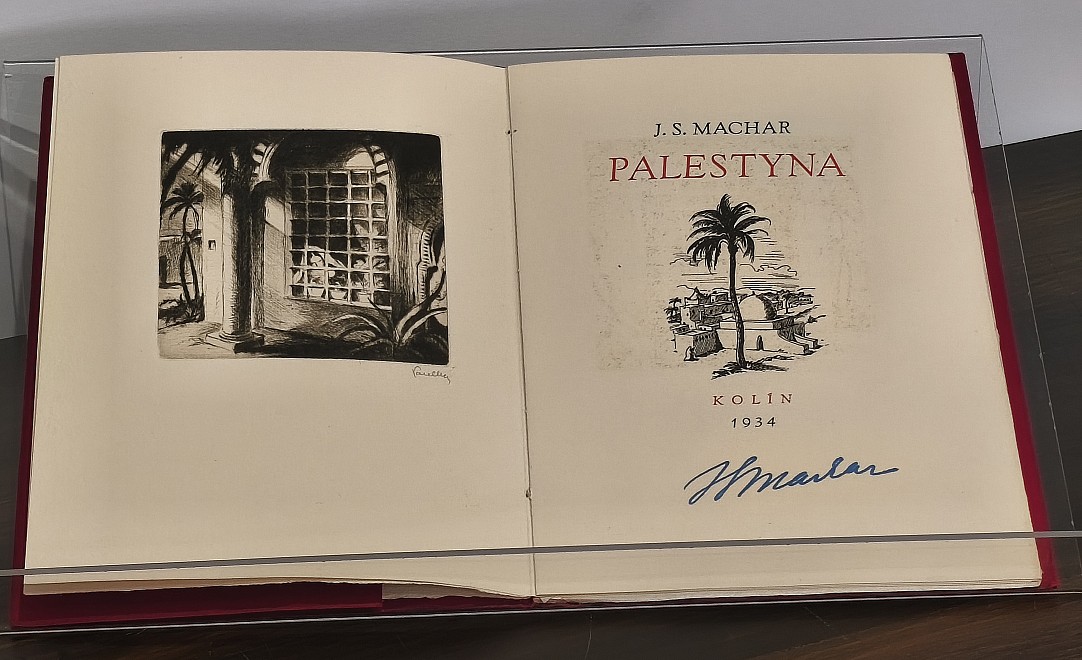 J. S. MACHAR
PALESTYNA
KOLÍN
1934
JSMachar